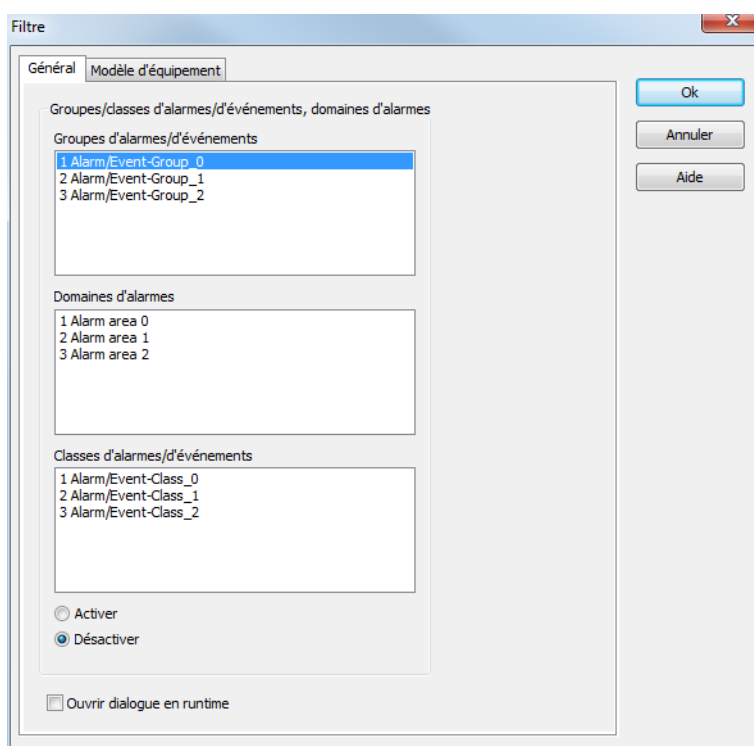 Filtre
Général
Modèle d'équipement
Ok
Annuler
Aide
Groupes/classes d'alarmes/d'événements, domaines d'alarmes
Groupes d'alarmes/d'événements
1 Alarm/Event-Group_0
2 Alarm/Event-Group_1
3 Alarm/Event-Group_2
Domaines d'alarmes
1 Alarm area 0
2 Alarm area 1
3 Alarm area 2
Classes d'alarmes/d'événements
1 Alarm/Event-Class_0
2 Alarm/Event-Class_1
3 Alarm/Event-Class_2
Activer
Désactiver
Ouvrir dialogue en runtime